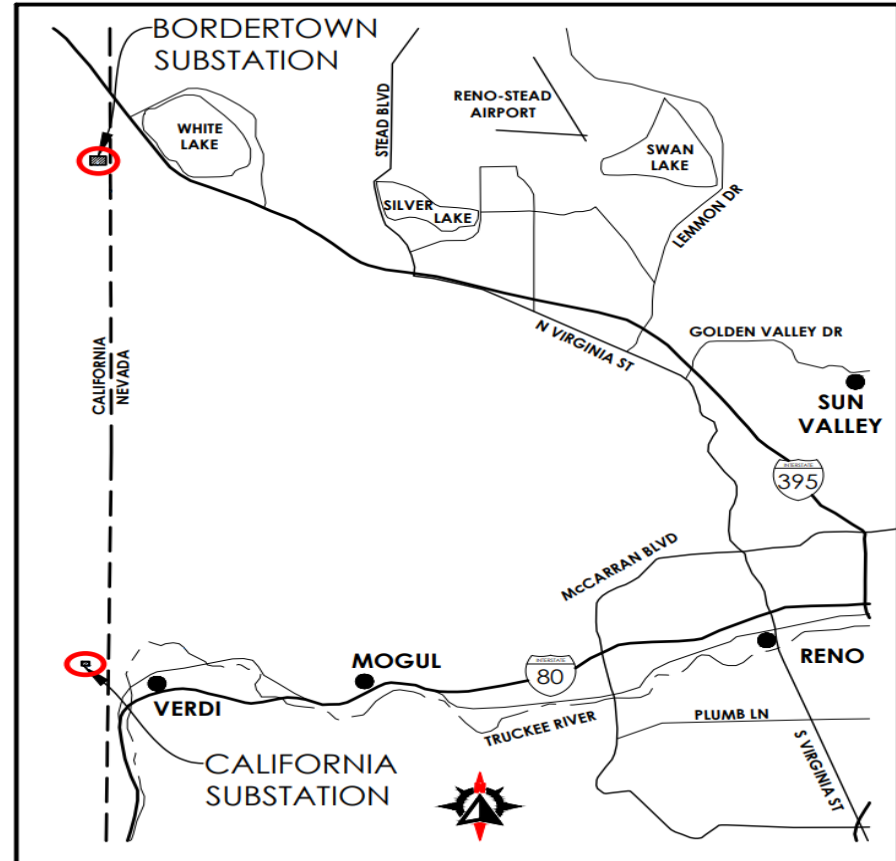 BORDERTOWN
SUBSTATION
WHITE
LAKE
STEAD BLVD
RENO-STEAD
AIRPORT
SWAN
LAKE
SILVER
LAKE
LEMMON DR
N VIRGINIA ST
GOLDEN VALLEY DR
SUN
VALLEY
CALIFORNIA
NEVADA
INTERSTATE
395
McCARRAN BLVD
MOGUL
INTERSTATE
80
RENO
VERDI
TRUCKEE RIVER
PLUMB LN
S VIRGINIA ST
CALIFORNIA
SUBSTATION